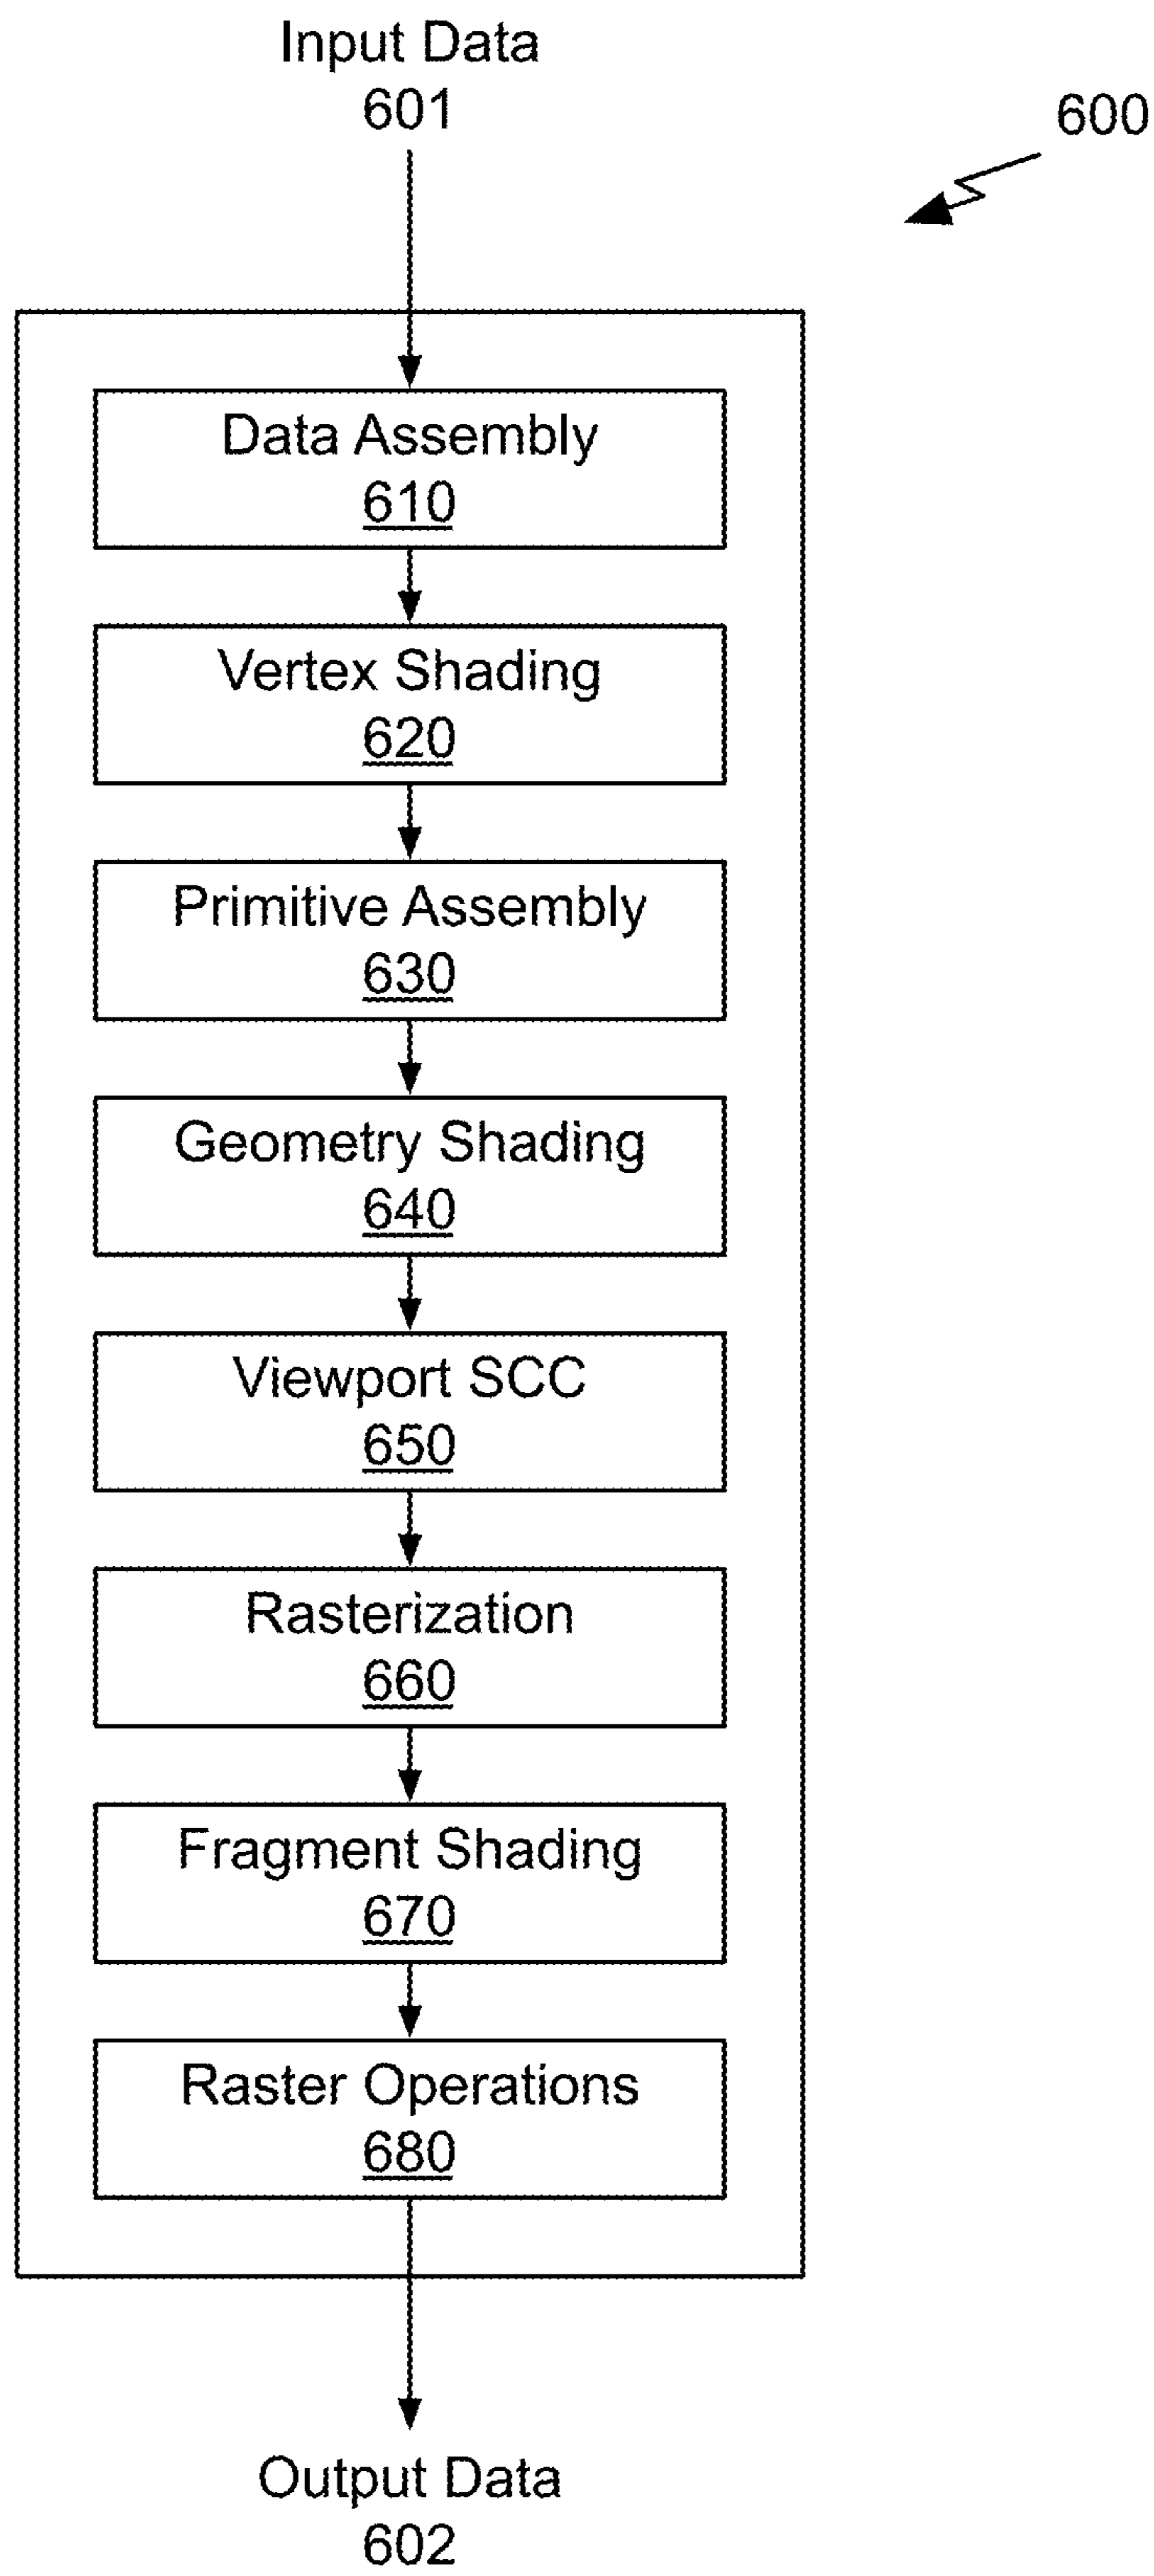 Input Data
601
600
Data Assembly
610
Vertex Shading
620
Primitive Assembly
630
Geometry Shading
640
Viewport SCC
650
Rasterization
660
Fragment Shading
670
Raster Operations
680
Output Data
602